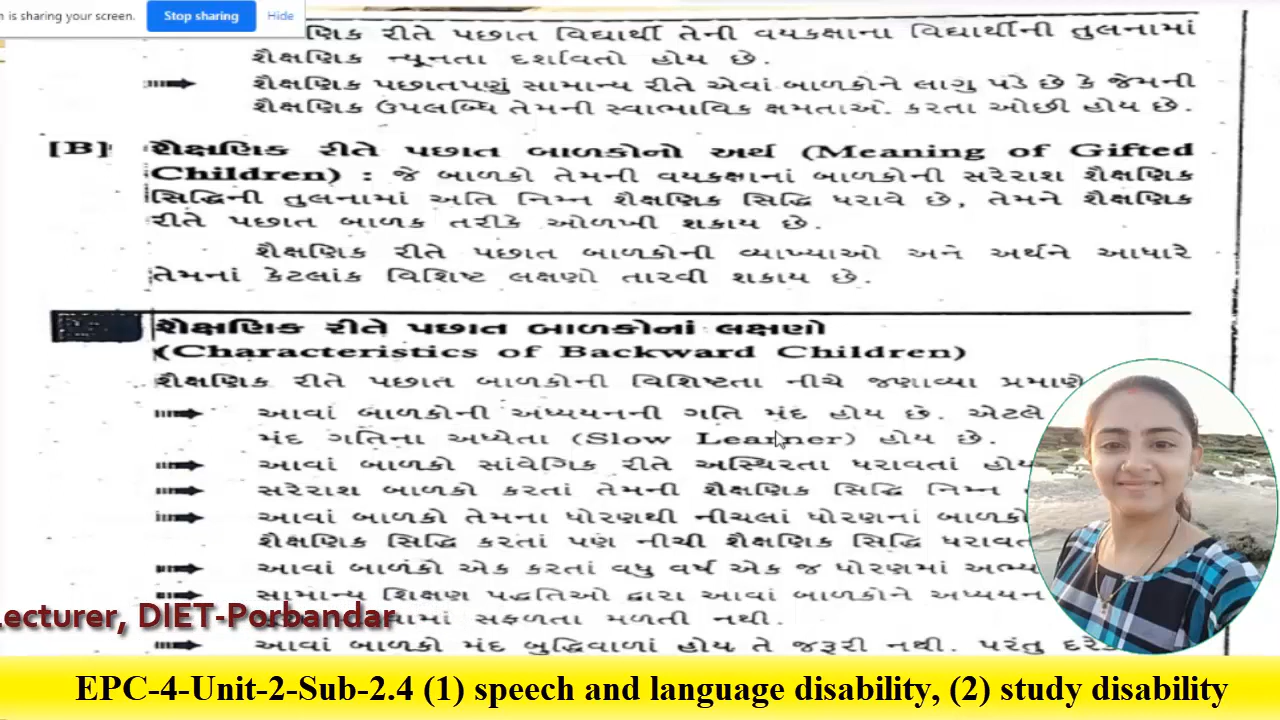 n is sharing your screen. Stop sharing Hide
ણિક રીતે પછાત વિદ્યાર્થી તેની વયકક્ષાના વિદ્યાર્થીની તુલનામાં
શૈક્ષણિક ન્યૂનતા દર્શાવતો હોય છે.
શૈક્ષણિક પછાતપણું સામાન્ય રીતે એવાં બાળકોને લાગુ પડે છે કે જેમની
શૈક્ષણિક ઉપલબ્ધિ તેમની સ્વાભાવિક ક્ષમતાઓ કરતા ઓછી હોય છે.
[B] શૈક્ષણિક રીતે પછાત બાળકોનો અર્થ (Meaning of Gifted
Children) : જે બાળકો તેમની વયકક્ષાનાં બાળકોની સરેરાશ શૈક્ષણિક
સિદ્ધિની તુલનામાં અતિ નિમ્ન શૈક્ષણિક સિદ્ધિ ધરાવે છે, તેમને શૈક્ષણિક
રીતે પછાત બાળક તરીકે ઓળખી શકાય છે.
શૈક્ષણિક રીતે પછાત બાળકોની વ્યાખ્યાઓ અને અર્થને આધારે
તેમનાં કેટલાંક વિશિષ્ટ લક્ષણો તારવી શકાય છે.
શૈક્ષણિક રીતે પછાત બાળકોનાં લક્ષણો
(Characteristics of Backward Children)
શૈક્ષણિક રીતે પછાત બાળકોની વિશિષ્ટતા નીચે જણાવ્યા પ્રમાણે
આવાં બાળકોની અધ્યયનની ગતિ મંદ હોય છે. એટલે
મંદ ગતિના અધ્યેતા (Slow Learner) હોય છે.
આવાં બાળકો સાંવેગિક રીતે અસ્થિરતા ધરાવતાં હોય
સરેરાશ બાળકો કરતાં તેમની શૈક્ષણિક સિદ્ધિ નિમ્ન
આવાં બાળકો તેમના ધોરણથી નીચલાં ધોરણનાં બાળકો
શૈક્ષણિક સિદ્ધિ કરતાં પણ નીચી શૈક્ષણિક સિદ્ધિ ધરાવત
આવાં બાળકો એક કરતાં વધુ વર્ષ એક જ ધોરણમાં અભ્ય
સામાન્ય શિક્ષણ પદ્ધતિઓ દ્વારા આવાં બાળકોને અધ્યયન
માં સફળતા મળતી નથી.
Lecturer, DIET-Porbandar
આવાં બાળકો મંદ બુદ્ધિવાળાં હોય તે જરૂરી નથી. પરંતુ દરે
EPC-4-Unit-2-Sub-2.4 (1) speech and language disability, (2) study disability